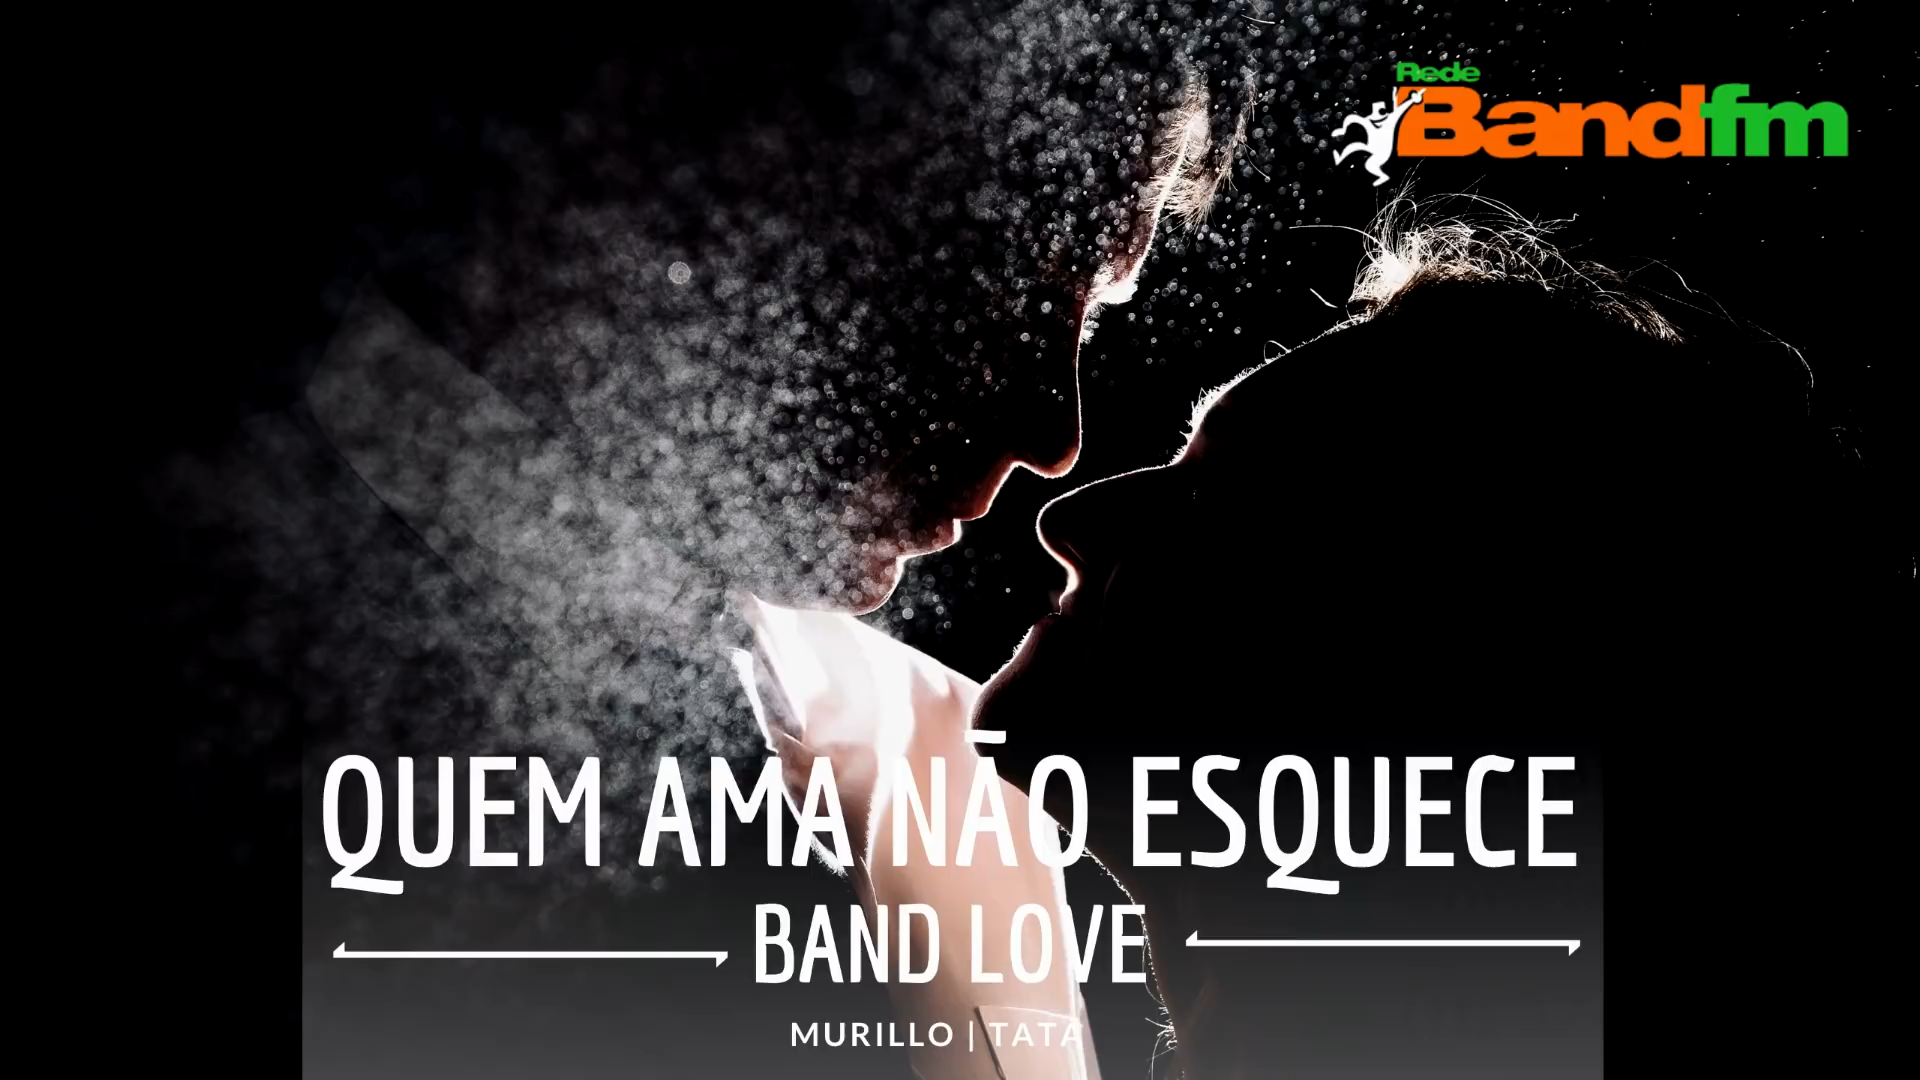 Rede
Bandfm
QUEM AMA NÃO ESQUECE
BAND LOVE
MURILLO | TATA